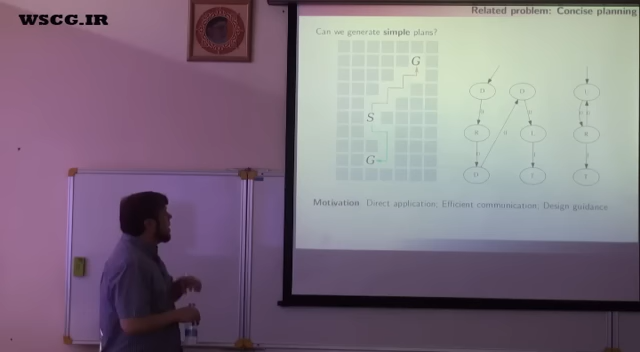 WSCG.IR
Related problem: Concise planning
Can we generate simple plans?
G
S
G
Motivation Direct application; Efficient communication; Design guidance